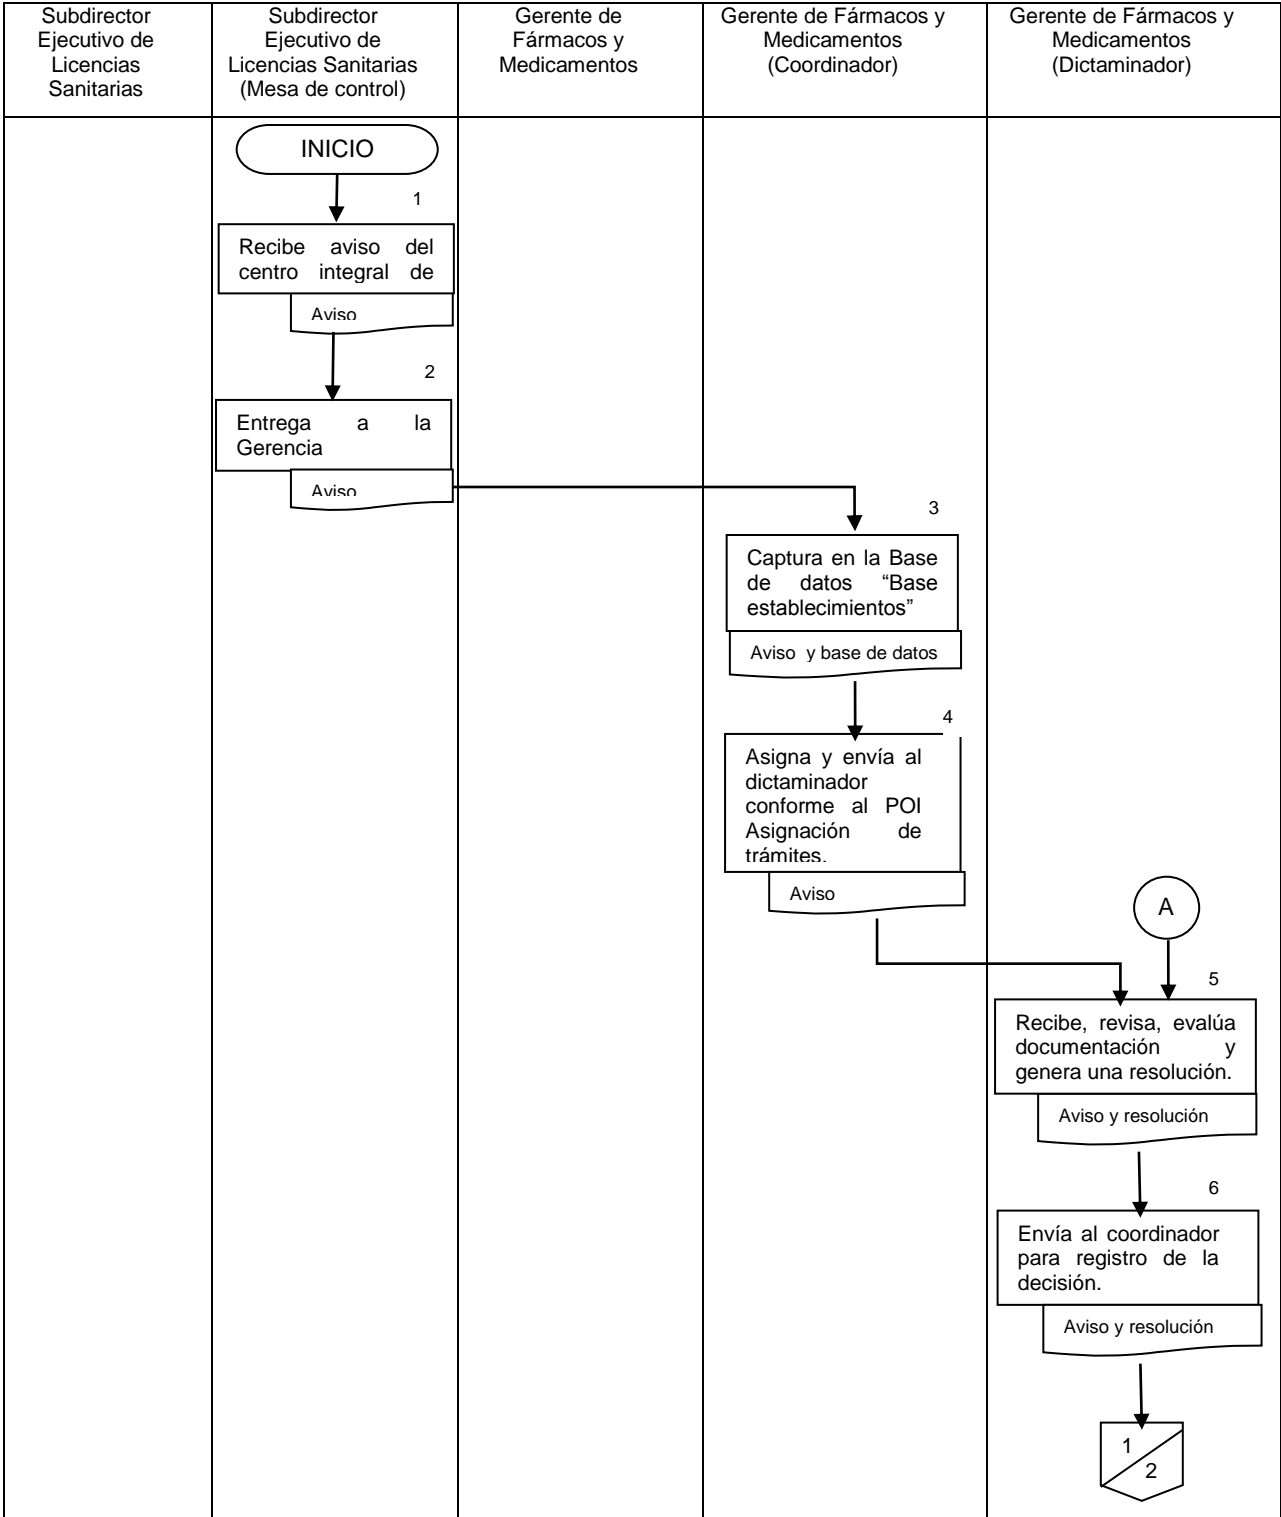 Subdirector
Ejecutivo de
Licencias
Sanitarias
Subdirector
Ejecutivo de
Licencias Sanitarias
(Mesa de control)
Gerente de
Fármacos y
Medicamentos
Gerente de Fármacos y
Medicamentos
(Coordinador)
Gerente de Fármacos y
Medicamentos
(Dictaminador)
INICIO
1
Recibe aviso del
centro integral de
Aviso
2
Entrega a la
Gerencia
Aviso
3
Captura en la Base
de datos “Base
establecimientos”
Aviso y base de datos
4
Asigna y envía al
dictaminador
conforme al POI
Asignación de
trámites.
Aviso
A
5
Recibe, revisa, evalúa
documentación y
genera una resolución.
Aviso y resolución
6
Envía al coordinador
para registro de la
decisión.
Aviso y resolución
1
2